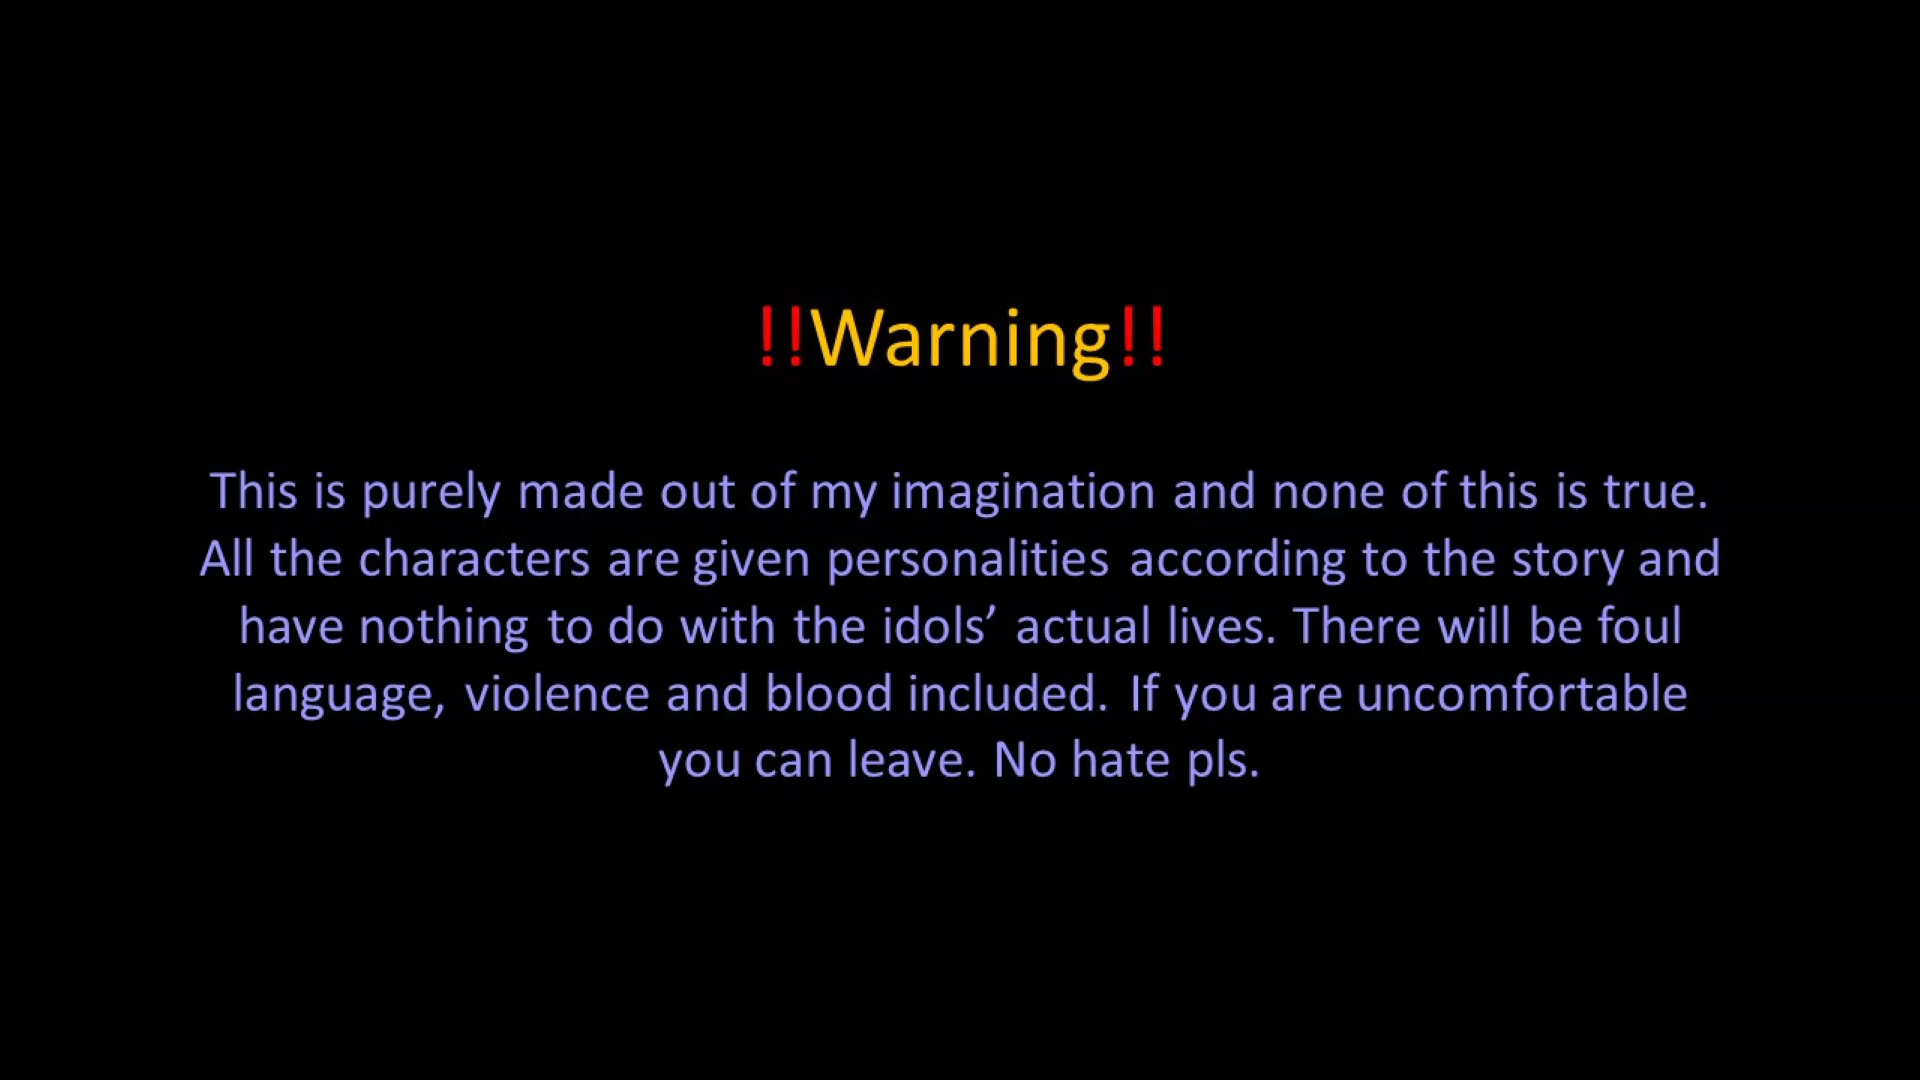 !!Warning!!
This is purely made out of my imagination and none of this is true.
All the characters are given personalities according to the story and
have nothing to do with the idols’ actual lives. There will be foul
language, violence and blood included. If you are uncomfortable
you can leave. No hate pls.